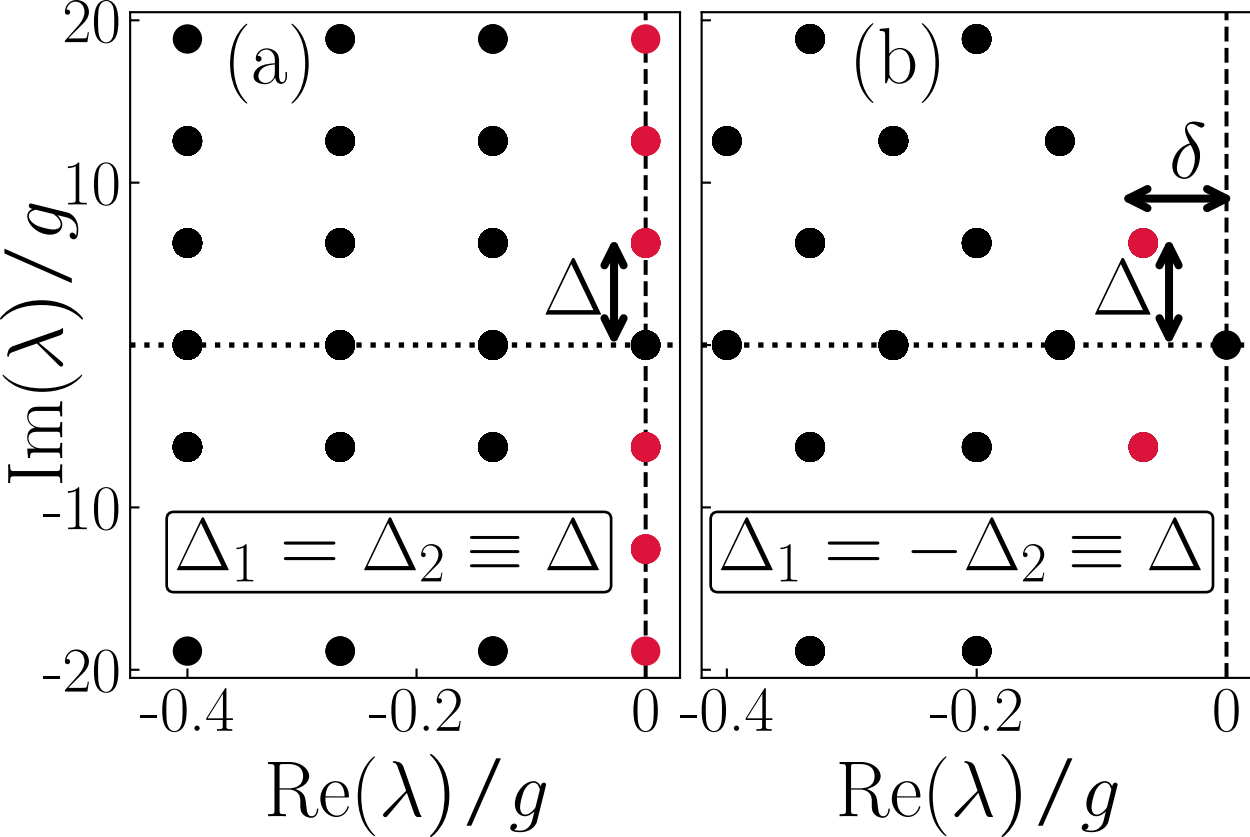 20
10
-10
-20
Im(λ)/g
(a)
Δ
Δ₁ = Δ₂ ≡ Δ
-0.4
-0.2
0
Re(λ)/g
(b)
δ
Δ
Δ₁ = −Δ₂ ≡ Δ
-0.4
-0.2
0
Re(λ)/g